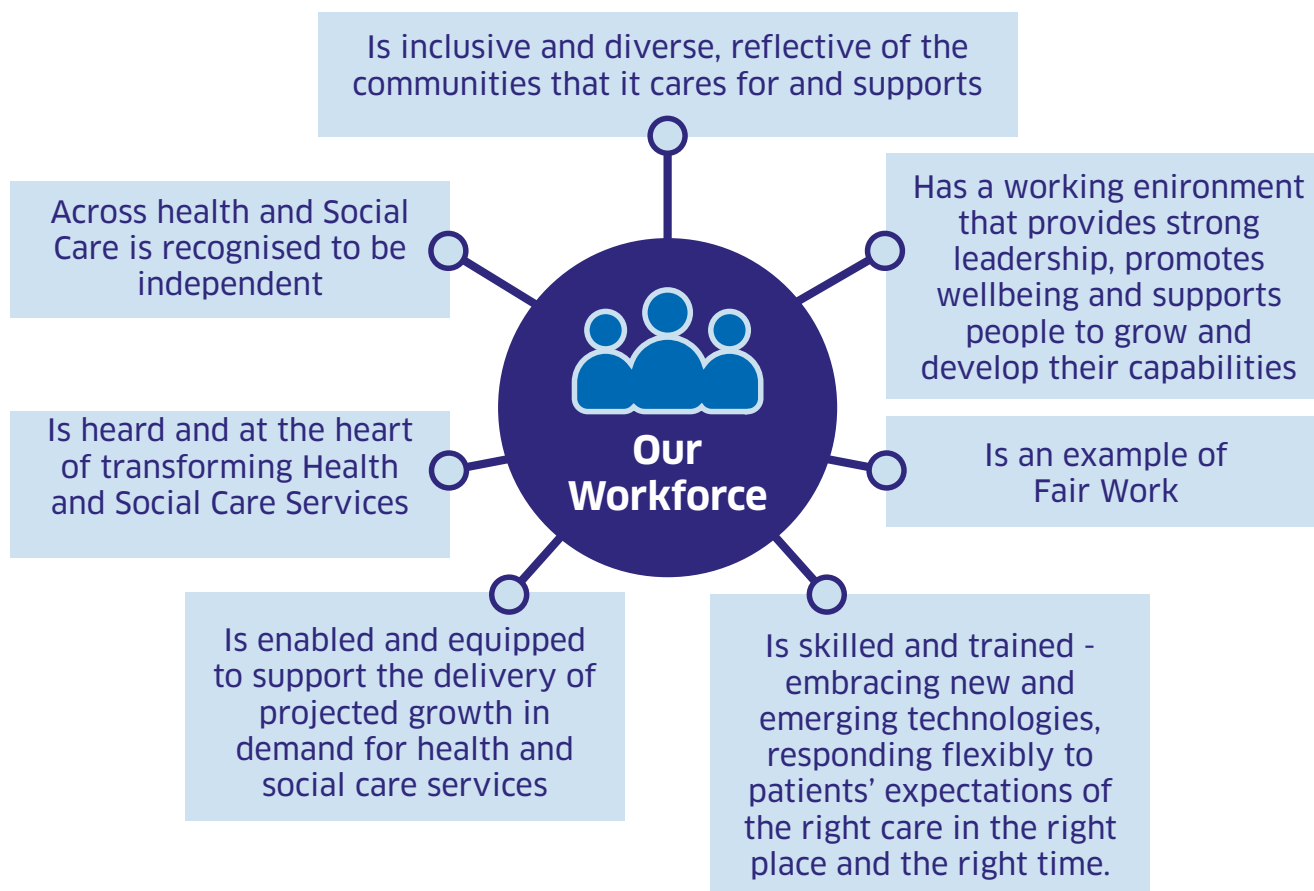 Is inclusive and diverse, reflective of the
communities that it cares for and supports
Has a working enironment
that provides strong
leadership, promotes
wellbeing and supports
people to grow and
develop their capabilities
Is an example of
Fair Work
Is skilled and trained -
embracing new and
emerging technologies,
responding flexibly to
patients’ expectations of
the right care in the right
place and the right time.
Is enabled and equipped
to support the delivery of
projected growth in
demand for health and
social care services
Is heard and at the heart
of transforming Health
and Social Care Services
Across health and Social
Care is recognised to be
independent
Our
Workforce